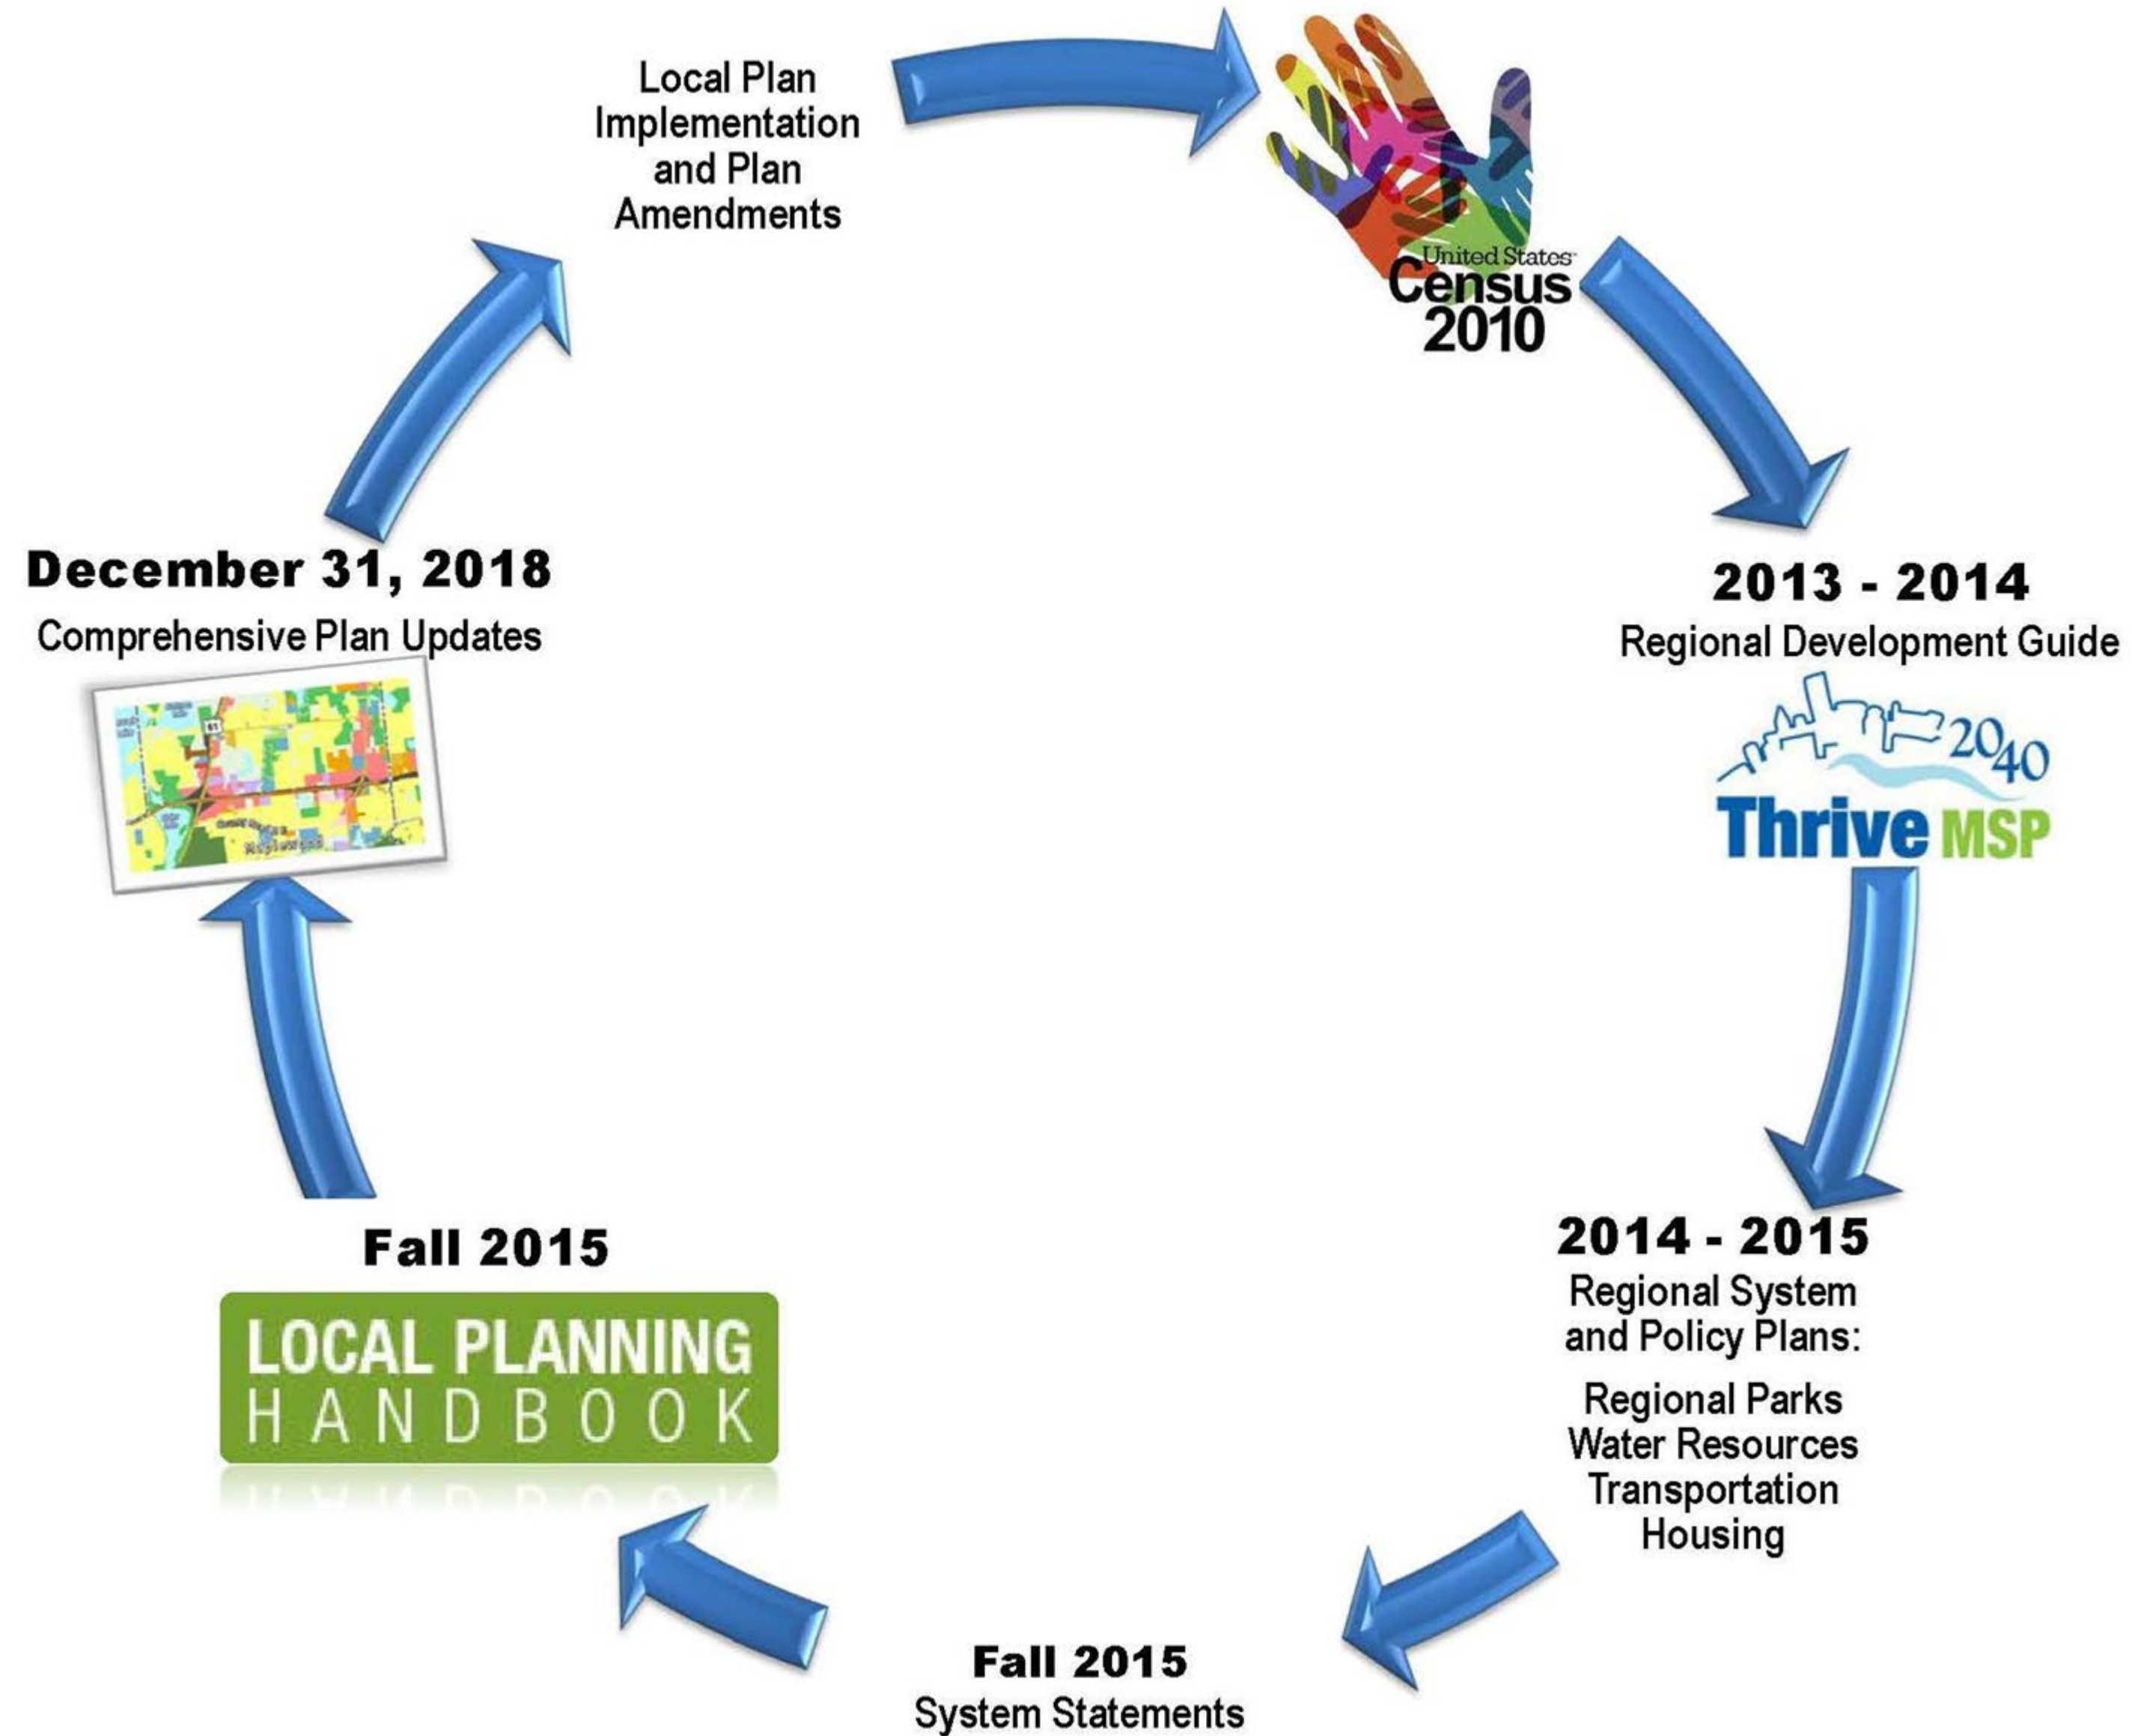 Local Plan
Implementation
and Plan
Amendments
United States
Census
2010
2013 - 2014
Regional Development Guide
2040
Thrive MSP
2014 - 2015
Regional System
and Policy Plans:
Regional Parks
Water Resources
Transportation
Housing
Fall 2015
System Statements
Fall 2015
LOCAL PLANNING
HANDBOOK
December 31, 2018
Comprehensive Plan Updates
61
Maplewood